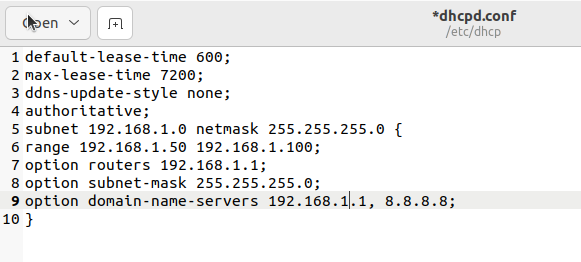 Open
*dhcpd.conf
/etc/dhcp
1 default-lease-time 600;
2 max-lease-time 7200;
3 ddns-update-style none;
4 authoritative;
5 subnet 192.168.1.0 netmask 255.255.255.0 {
6 range 192.168.1.50 192.168.1.100;
7 option routers 192.168.1.1;
8 option subnet-mask 255.255.255.0;
9 option domain-name-servers 192.168.1.1, 8.8.8.8;
10 }